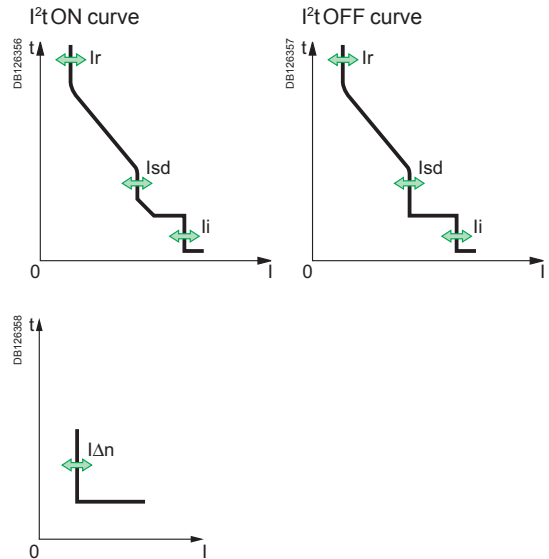 I²t ON curve
I²t OFF curve
DB126356
t
Ir
Isd
Ii
0
I
DB126357
t
Ir
Isd
Ii
0
I
DB126358
t
IΔn
0
I